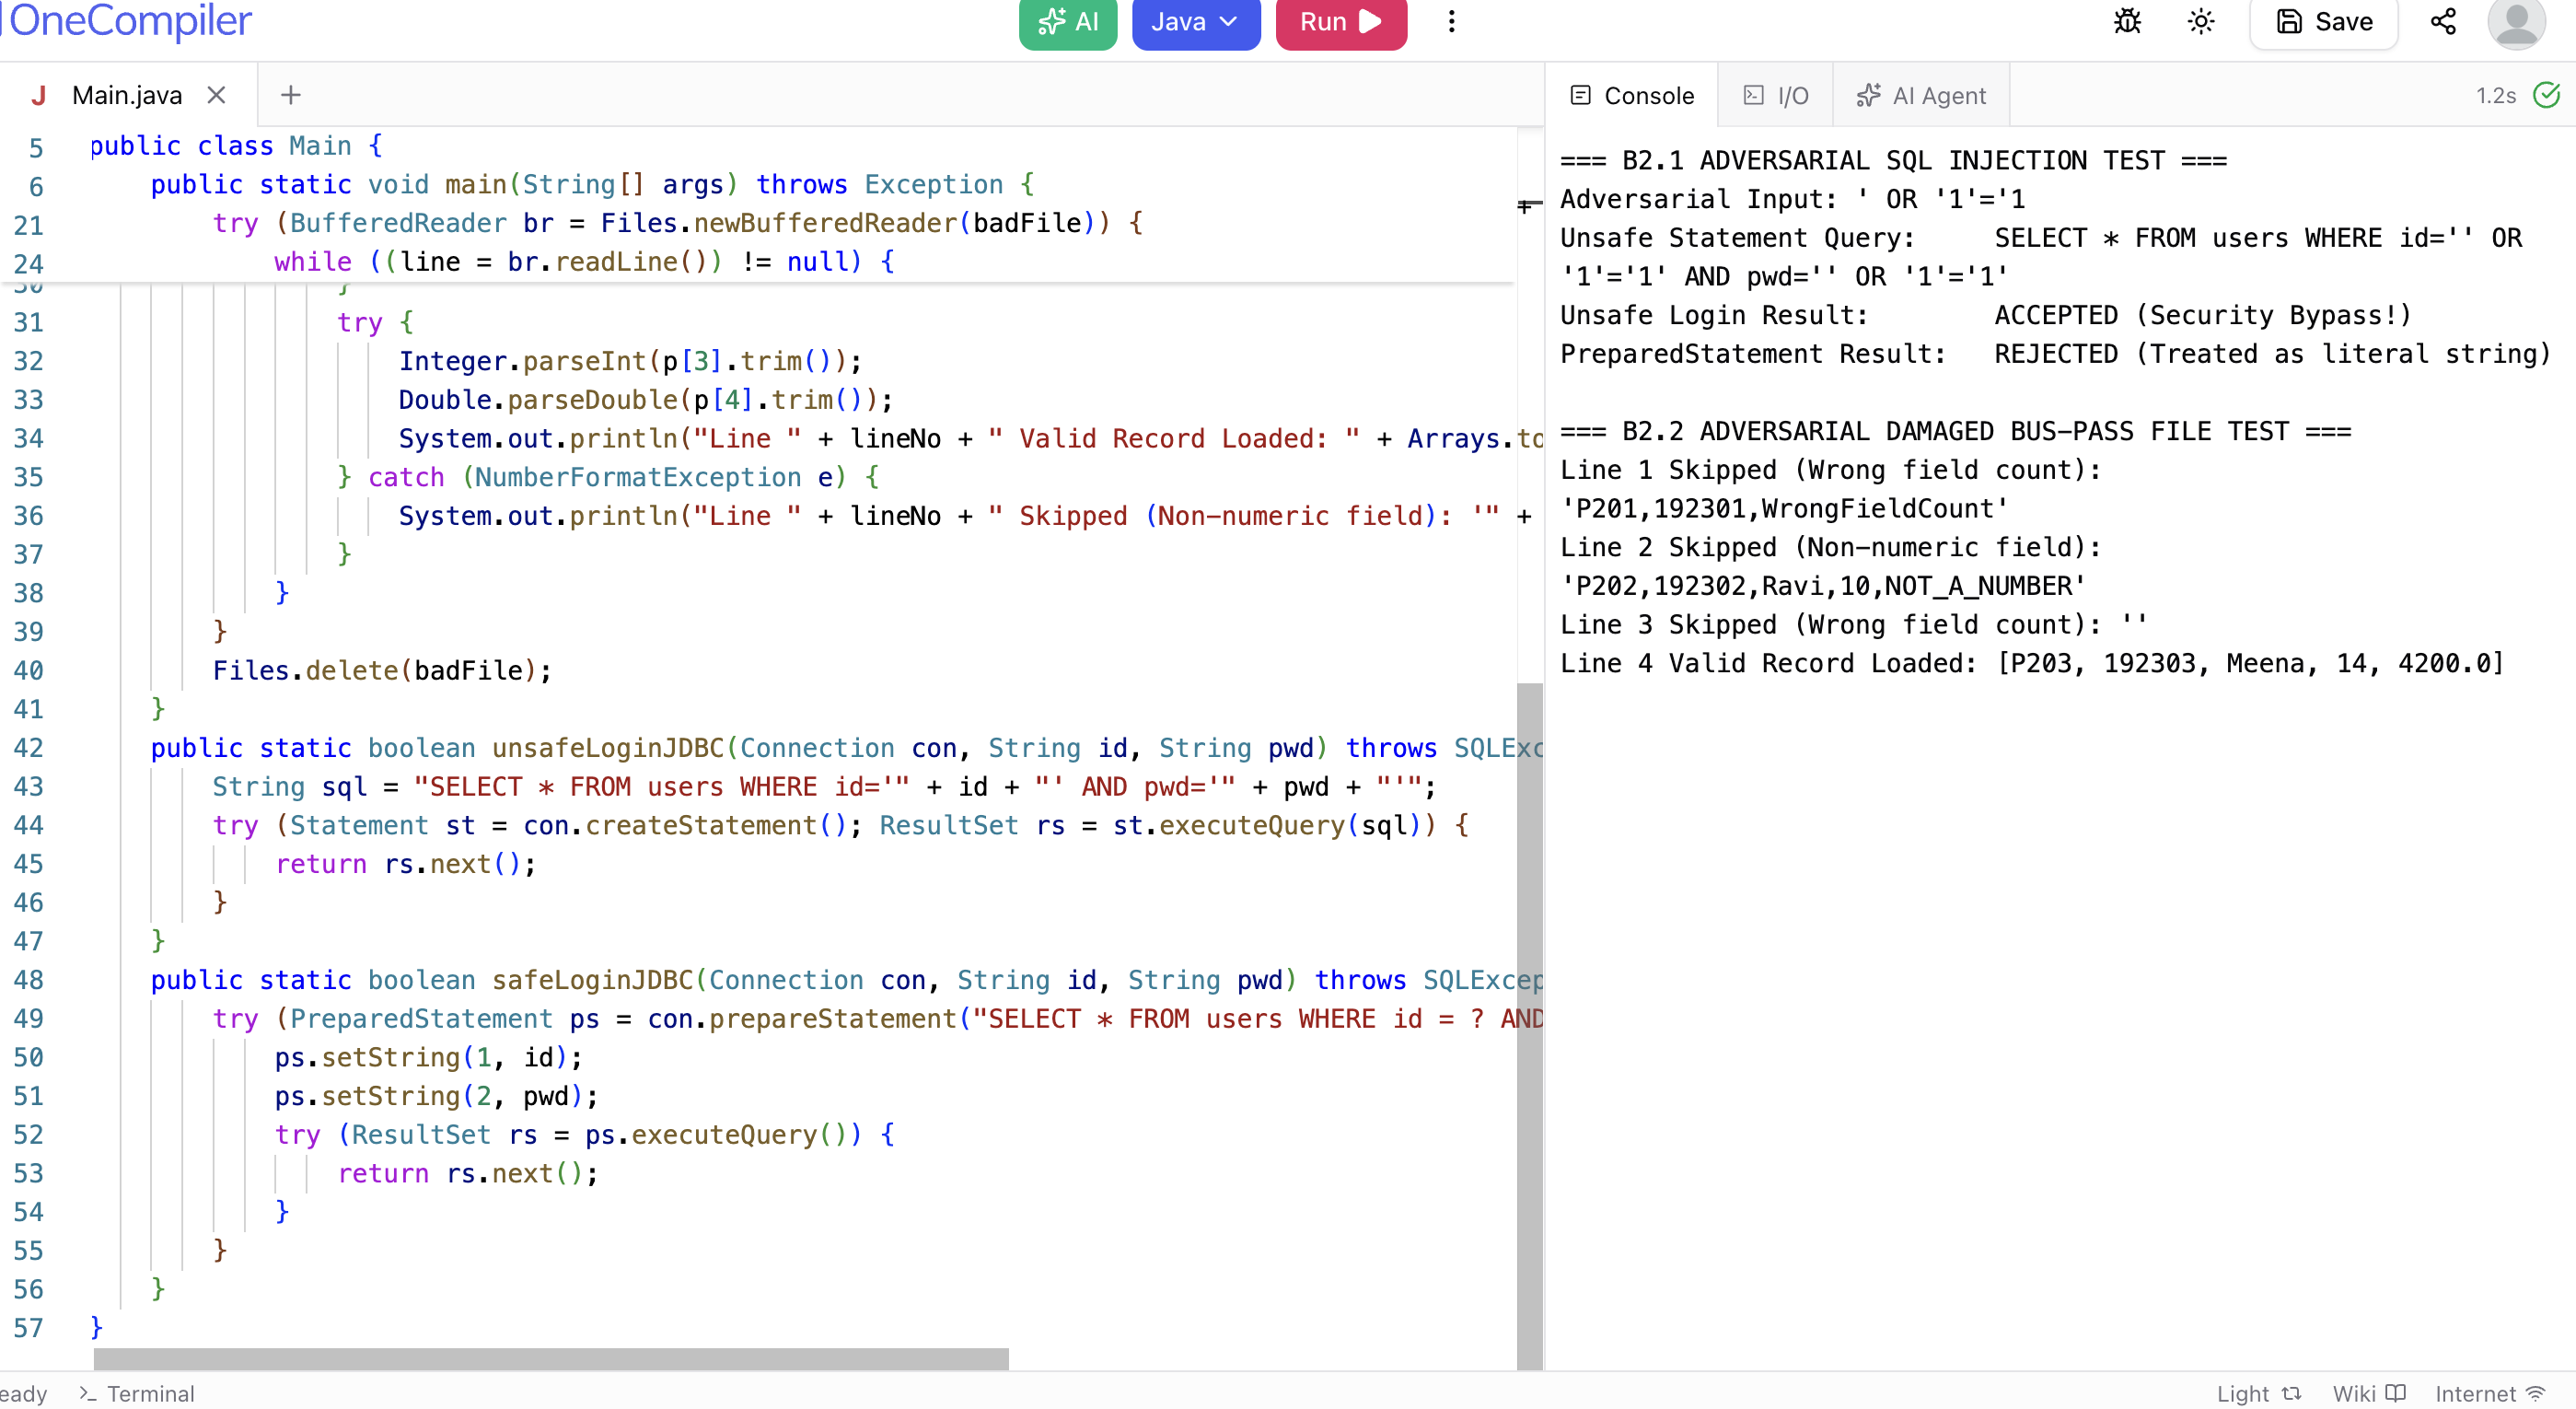 OneCompiler
AI
Java
Run
Save
J Main.java
Console
I/O
AI Agent
1.2s
5 public class Main {
6 public static void main(String[] args) throws Exception {
21 try (BufferedReader br = Files.newBufferedReader(badFile)) {
24 while ((line = br.readLine()) != null) {
30 }
31 try {
32 Integer.parseInt(p[3].trim());
33 Double.parseDouble(p[4].trim());
34 System.out.println("Line " + lineNo + " Valid Record Loaded: " + Arrays.to
35 } catch (NumberFormatException e) {
36 System.out.println("Line " + lineNo + " Skipped (Non-numeric field): '" +
37 }
38 }
39 }
40 Files.delete(badFile);
41 }
42 public static boolean unsafeLoginJDBC(Connection con, String id, String pwd) throws SQLExc
43 String sql = "SELECT * FROM users WHERE id='" + id + "' AND pwd='" + pwd + "'";
44 try (Statement st = con.createStatement(); ResultSet rs = st.executeQuery(sql)) {
45 return rs.next();
46 }
47 }
48 public static boolean safeLoginJDBC(Connection con, String id, String pwd) throws SQLExcep
49 try (PreparedStatement ps = con.prepareStatement("SELECT * FROM users WHERE id = ? AND
50 ps.setString(1, id);
51 ps.setString(2, pwd);
52 try (ResultSet rs = ps.executeQuery()) {
53 return rs.next();
54 }
55 }
56 }
57 }
=== B2.1 ADVERSARIAL SQL INJECTION TEST ===
Adversarial Input: ' OR '1'='1
Unsafe Statement Query: SELECT * FROM users WHERE id='' OR
'1'='1' AND pwd='' OR '1'='1'
Unsafe Login Result: ACCEPTED (Security Bypass!)
PreparedStatement Result: REJECTED (Treated as literal string)
=== B2.2 ADVERSARIAL DAMAGED BUS-PASS FILE TEST ===
Line 1 Skipped (Wrong field count):
'P201,192301,WrongFieldCount'
Line 2 Skipped (Non-numeric field):
'P202,192302,Ravi,10,NOT_A_NUMBER'
Line 3 Skipped (Wrong field count): ''
Line 4 Valid Record Loaded: [P203, 192303, Meena, 14, 4200.0]
eady
Terminal
Light
Wiki
Internet